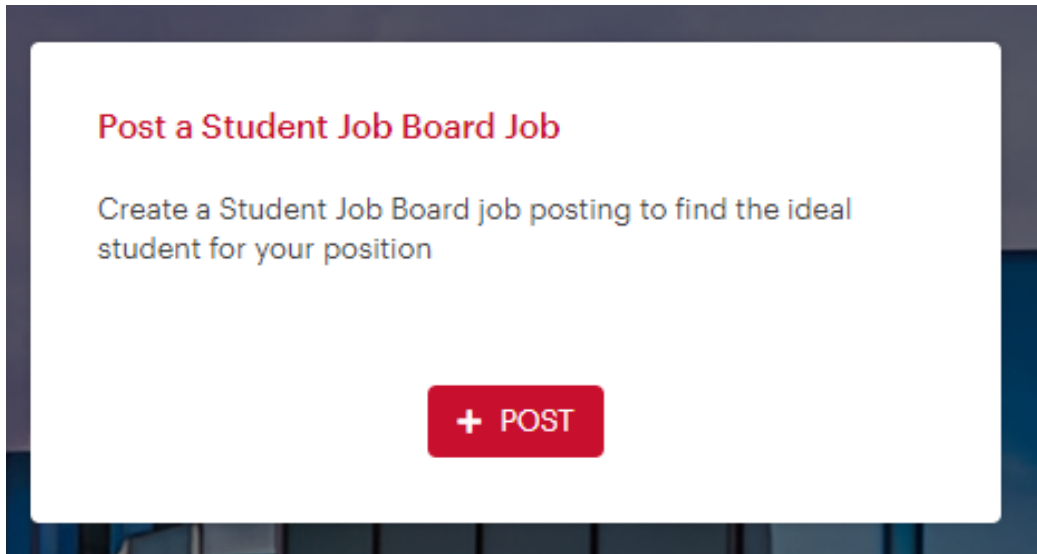 Post a Student Job Board Job
Create a Student Job Board job posting to find the ideal
student for your position
+ POST